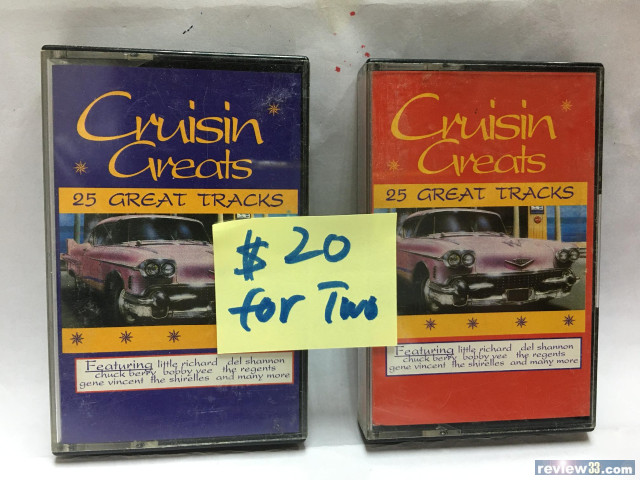 Cruisin
Greats
25 GREAT TRACKS
Featuring little richard del shannon
chuck berry bobby vee the regents
gene vincent the shirelles and many more
$20
for Two
Cruisin
Greats
25 GREAT TRACKS
Featuring little richard del shannon
chuck berry bobby vee the regents
gene vincent the shirelles and many more
review33.com